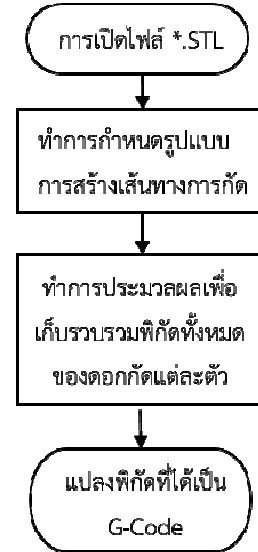 การเปิดไฟล์ *.STL
ทำการกำหนดรูปแบบ
การสร้างเส้นทางการกัด
ทำการประมวลผลเพื่อ
เก็บรวบรวมพิกัดทั้งหมด
ของดอกกัดแต่ละตัว
แปลงพิกัดที่ได้เป็น
G-Code